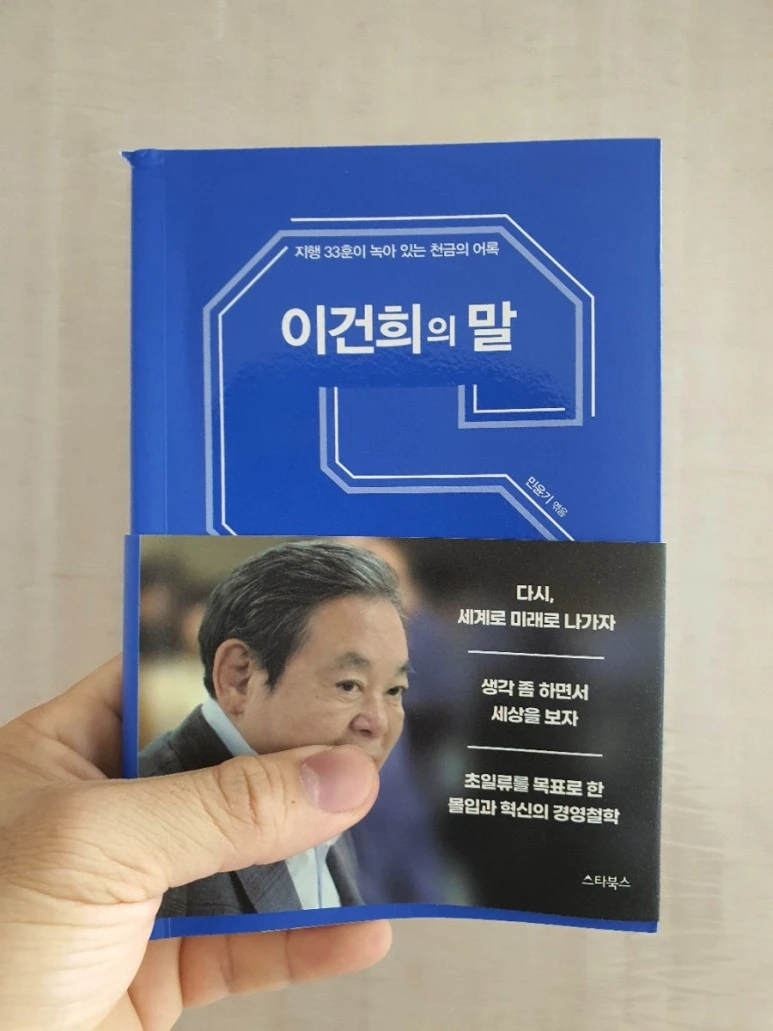 지행 33훈이 녹아 있는 천금의 어록
이건희의 말
민윤기 엮음
다시,
세계로 미래로 나가자
생각 좀 하면서
세상을 보자
초일류를 목표로 한
몰입과 혁신의 경영철학
스타북스